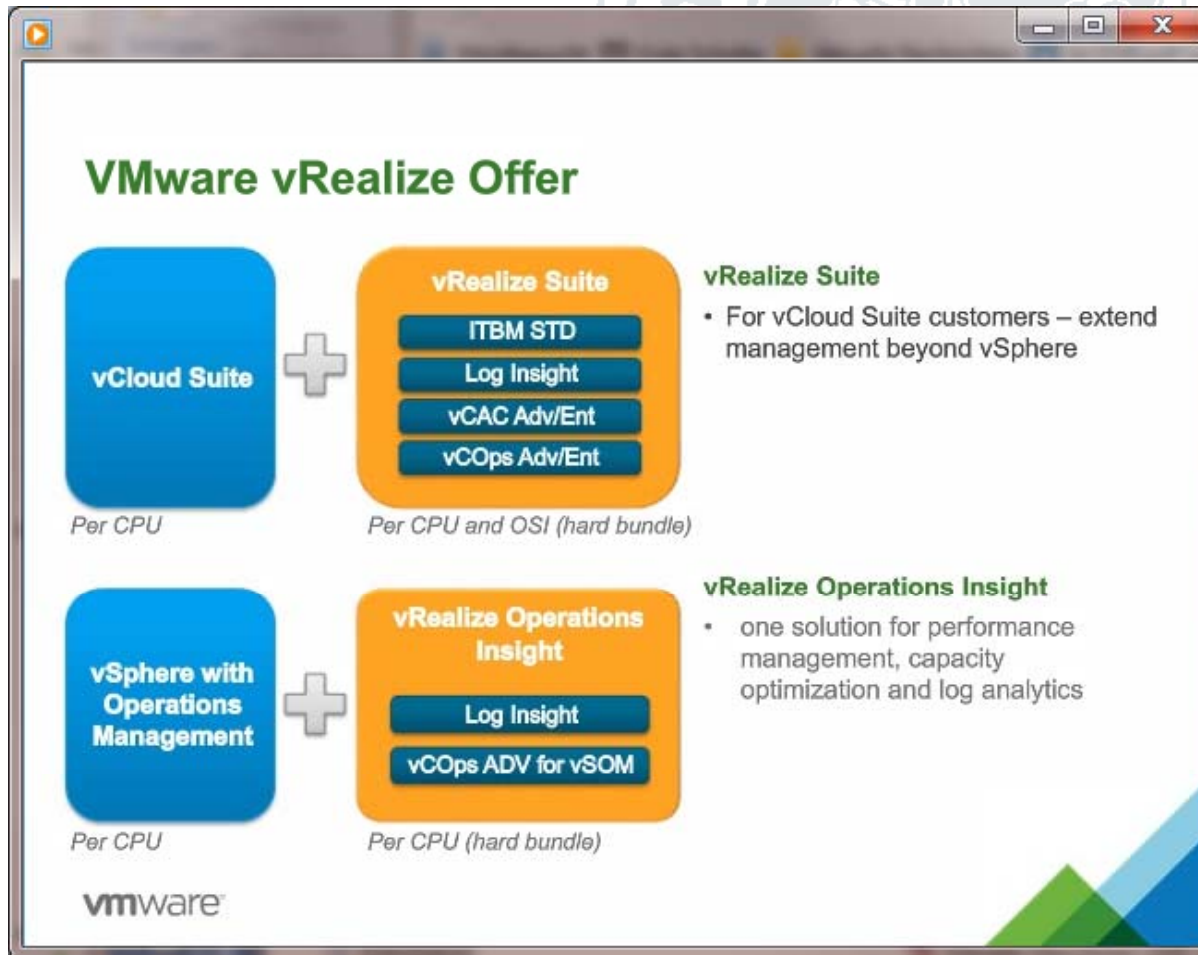 VMware vRealize Offer
vCloud Suite
Per CPU
vRealize Suite
ITBM STD
Log Insight
vCAC Adv/Ent
vCOps Adv/Ent
Per CPU and OSI (hard bundle)
vRealize Suite
• For vCloud Suite customers – extend
management beyond vSphere
vSphere with
Operations
Management
Per CPU
vRealize Operations
Insight
Log Insight
vCOps ADV for vSOM
Per CPU (hard bundle)
vRealize Operations Insight
• one solution for performance
management, capacity
optimization and log analytics
vmware